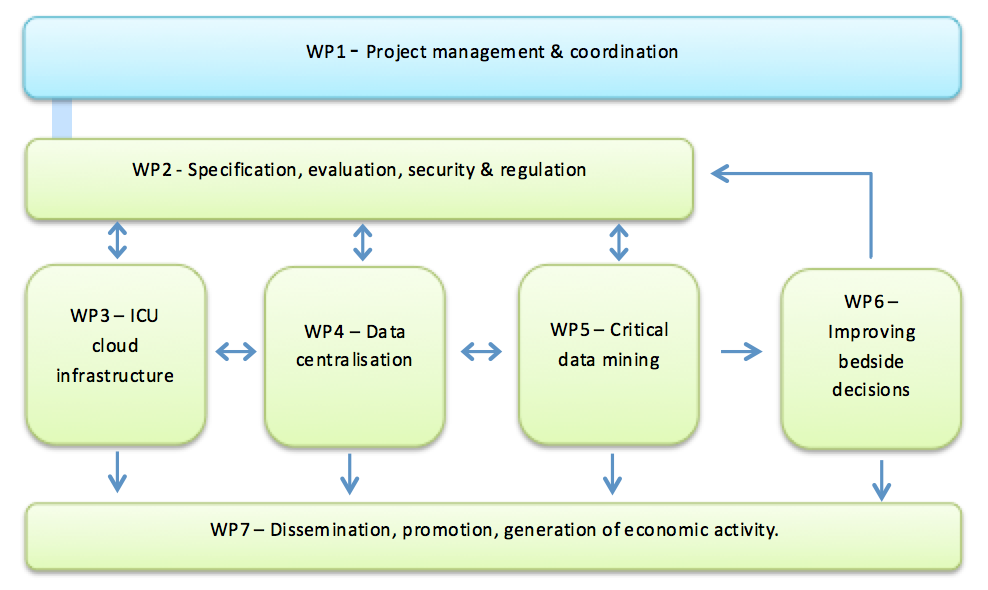 WP1 - Project management & coordination
WP2 - Specification, evaluation, security & regulation
WP3 – ICU
cloud
infrastructure
WP4 – Data
centralisation
WP5 – Critical
data mining
WP6 –
Improving
bedside
decisions
WP7 – Dissemination, promotion, generation of economic activity.